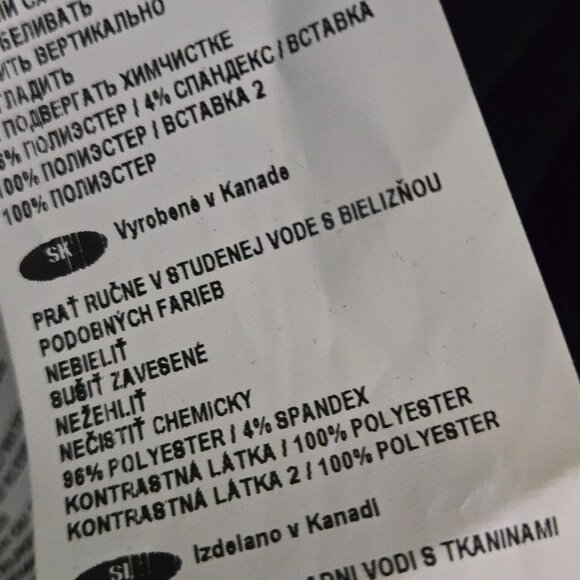 БЕЛИВАТЬ
ВЕРТИКАЛЬНО
ГЛАДИТЬ
ПОДВЕРГАТЬ ХИМЧИСТКЕ
6% ПОЛИЭСТЕР / 4% СПАНДЕКС / ВСТАВКА
100% ПОЛИЭСТЕР / ВСТАВКА 2
100% ПОЛИЭСТЕР
SK Vyrobené v Kanade
PRAŤ RUČNE V STUDENEJ VODE S BIELIZŇOU
PODOBNÝCH FARIEB
NEBIELIŤ
SUŠIŤ ZAVESENÉ
NEŽEHLIŤ
NEČISTIŤ CHEMICKY
96% POLYESTER / 4% SPANDEX
KONTRASTNÁ LÁTKA / 100% POLYESTER
KONTRASTNÁ LÁTKA 2 / 100% POLYESTER
SL Izdelano v Kanadi
VODI S TKANINAMI